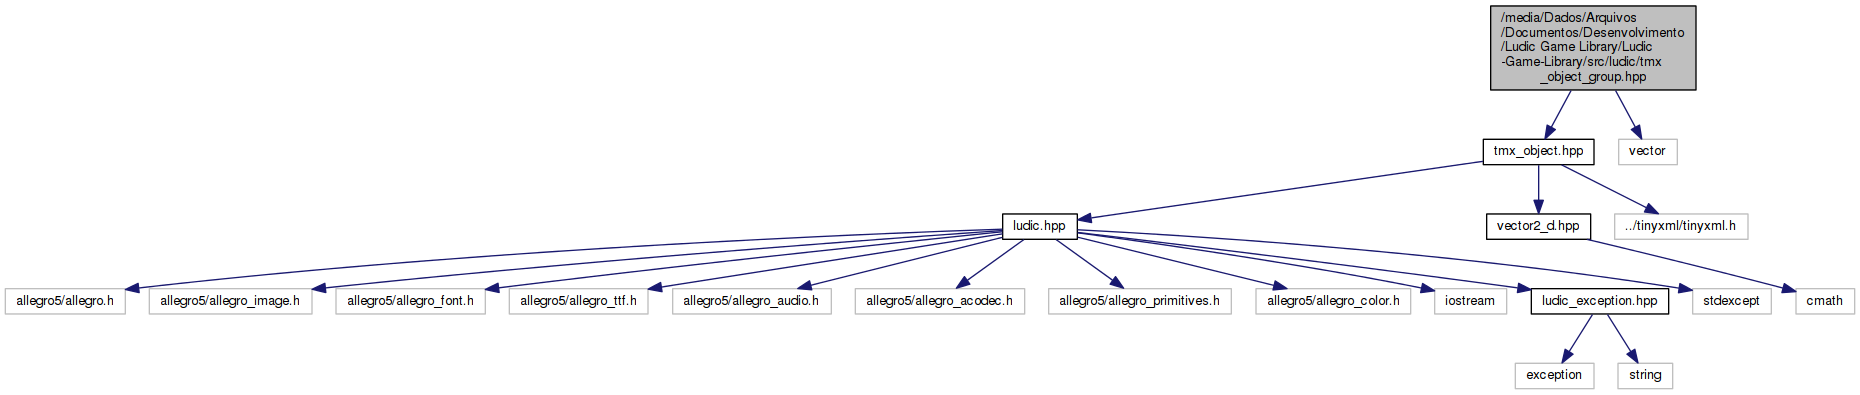 /media/Dados/Arquivos
/Documentos/Desenvolvimento
/Ludic Game Library/Ludic
-Game-Library/src/ludic/tmx
_object_group.hpp
tmx_object.hpp
vector
ludic.hpp
vector2_d.hpp
../tinyxml/tinyxml.h
allegro5/allegro.h
allegro5/allegro_image.h
allegro5/allegro_font.h
allegro5/allegro_ttf.h
allegro5/allegro_audio.h
allegro5/allegro_acodec.h
allegro5/allegro_primitives.h
allegro5/allegro_color.h
iostream
ludic_exception.hpp
stdexcept
cmath
exception
string